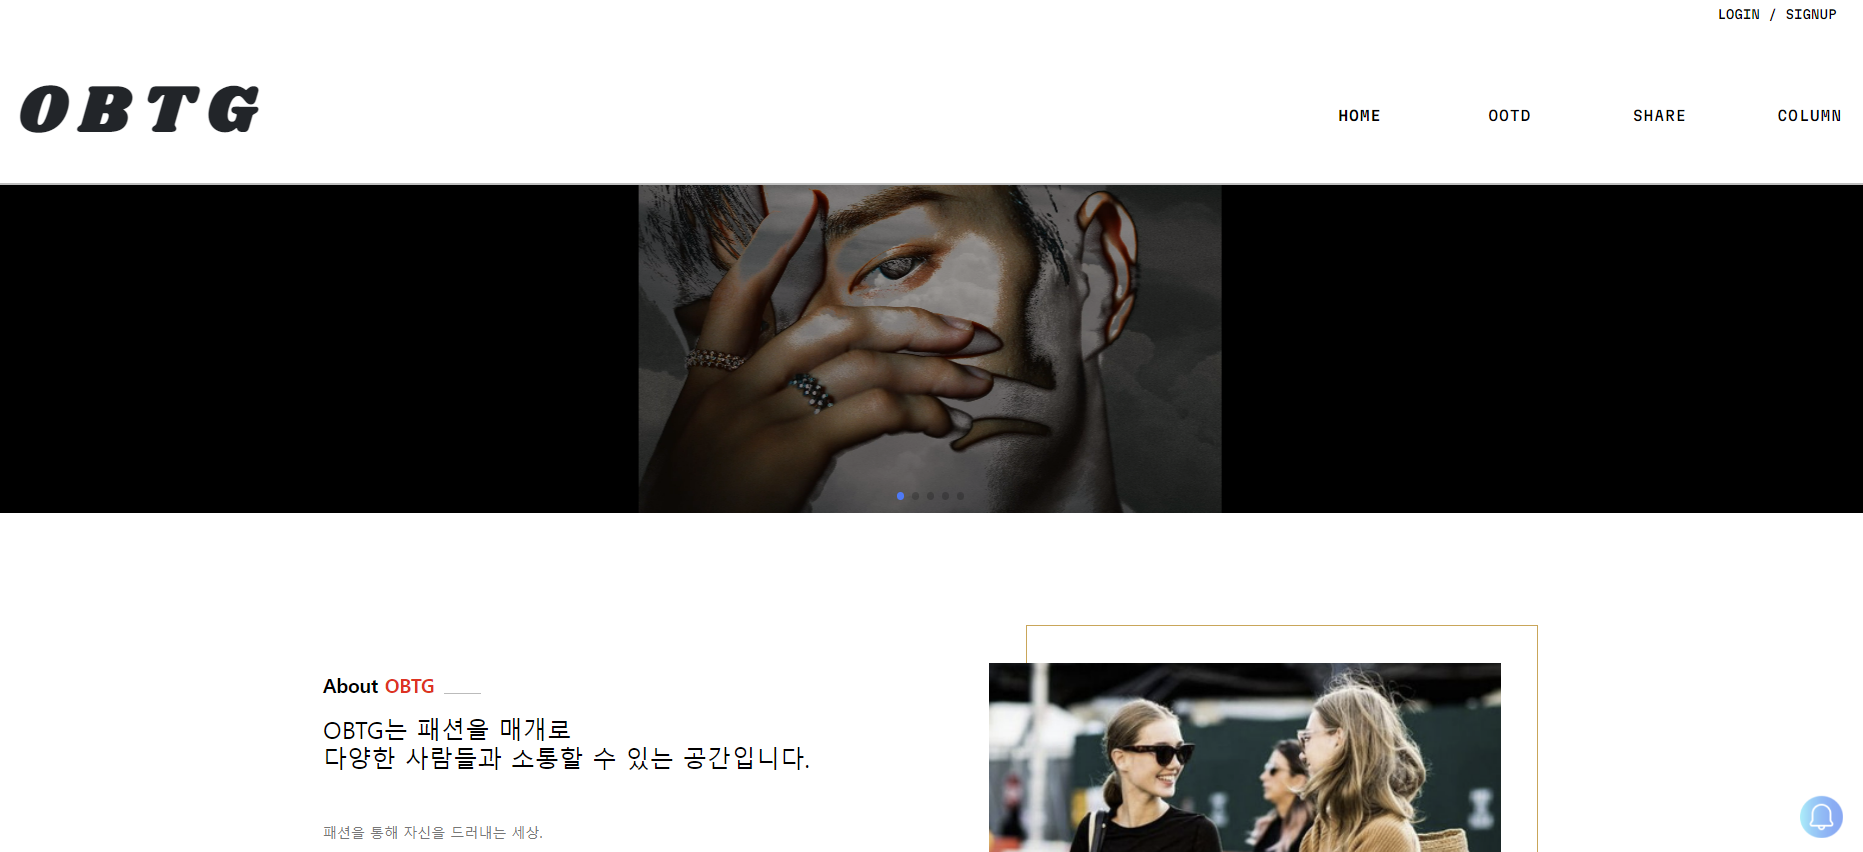 LOGIN / SIGNUP
OBTG
HOME
OOTD
SHARE
COLUMN
About OBTG
OBTG는 패션을 매개로
다양한 사람들과 소통할 수 있는 공간입니다.
패션을 통해 자신을 드러내는 세상.